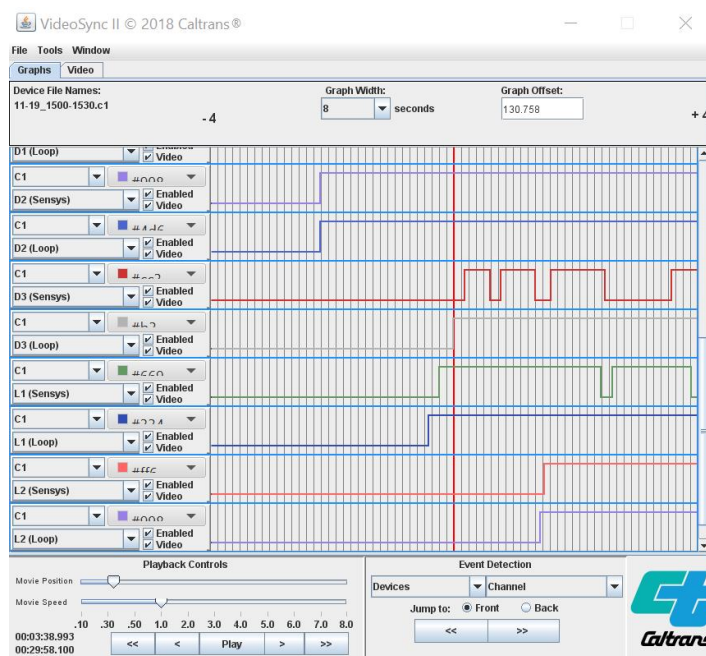 VideoSync II © 2018 Caltrans®
File Tools Window
Graphs Video
Device File Names:
11-19_1500-1530.c1
Graph Width:
8 seconds
Graph Offset:
130.758
- 4
+ 4
D1 (Loop) Enabled
Video
C1
D2 (Sensys) Enabled
Video
C1
D2 (Loop) Enabled
Video
C1
D3 (Sensys) Enabled
Video
C1
D3 (Loop) Enabled
Video
C1
L1 (Sensys) Enabled
Video
C1
L1 (Loop) Enabled
Video
C1
L2 (Sensys) Enabled
Video
C1
L2 (Loop) Enabled
Video
Playback Controls
Movie Position
Movie Speed
.10 .30 .50 1.0 2.0 3.0 4.0 5.0 6.0 7.0 8.0
00:03:38.993
00:29:58.100
<< < Play > >>
Event Detection
Devices Channel
Jump to: Front Back
<< >>
Caltrans